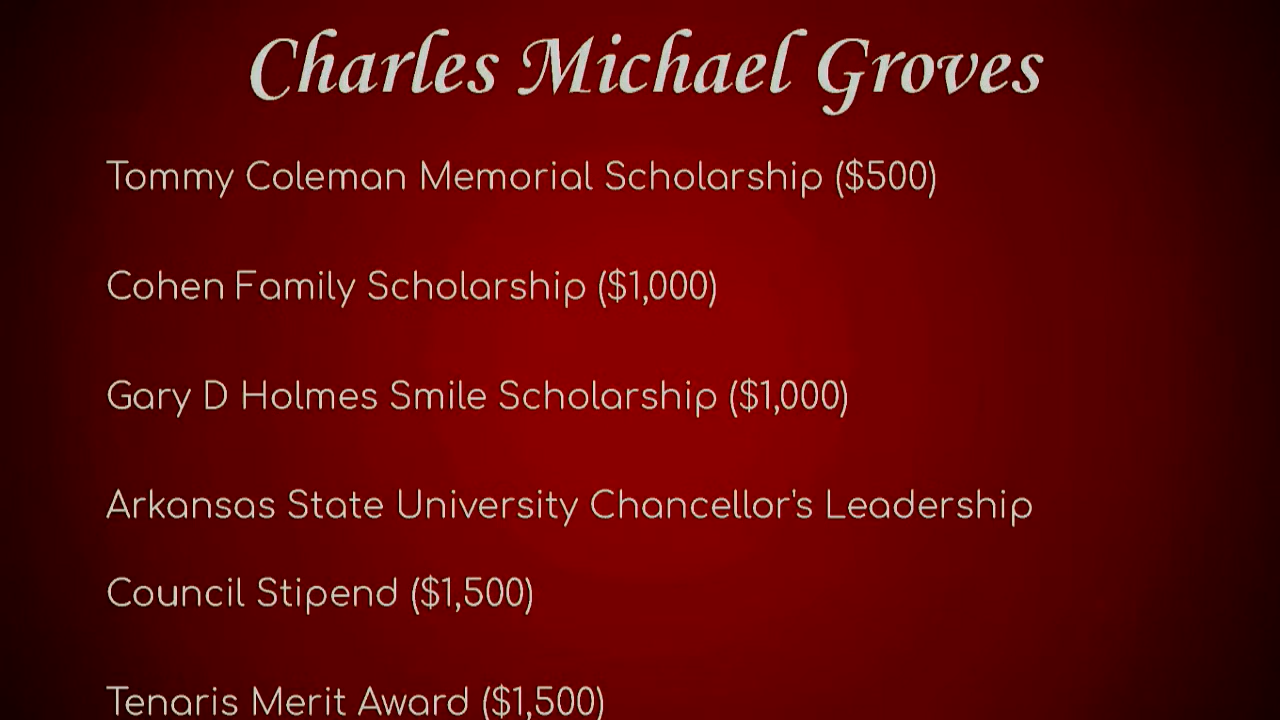 Charles Michael Groves
Tommy Coleman Memorial Scholarship ($500)
Cohen Family Scholarship ($1,000)
Gary D Holmes Smile Scholarship ($1,000)
Arkansas State University Chancellor's Leadership
Council Stipend ($1,500)
Tenaris Merit Award ($1,500)